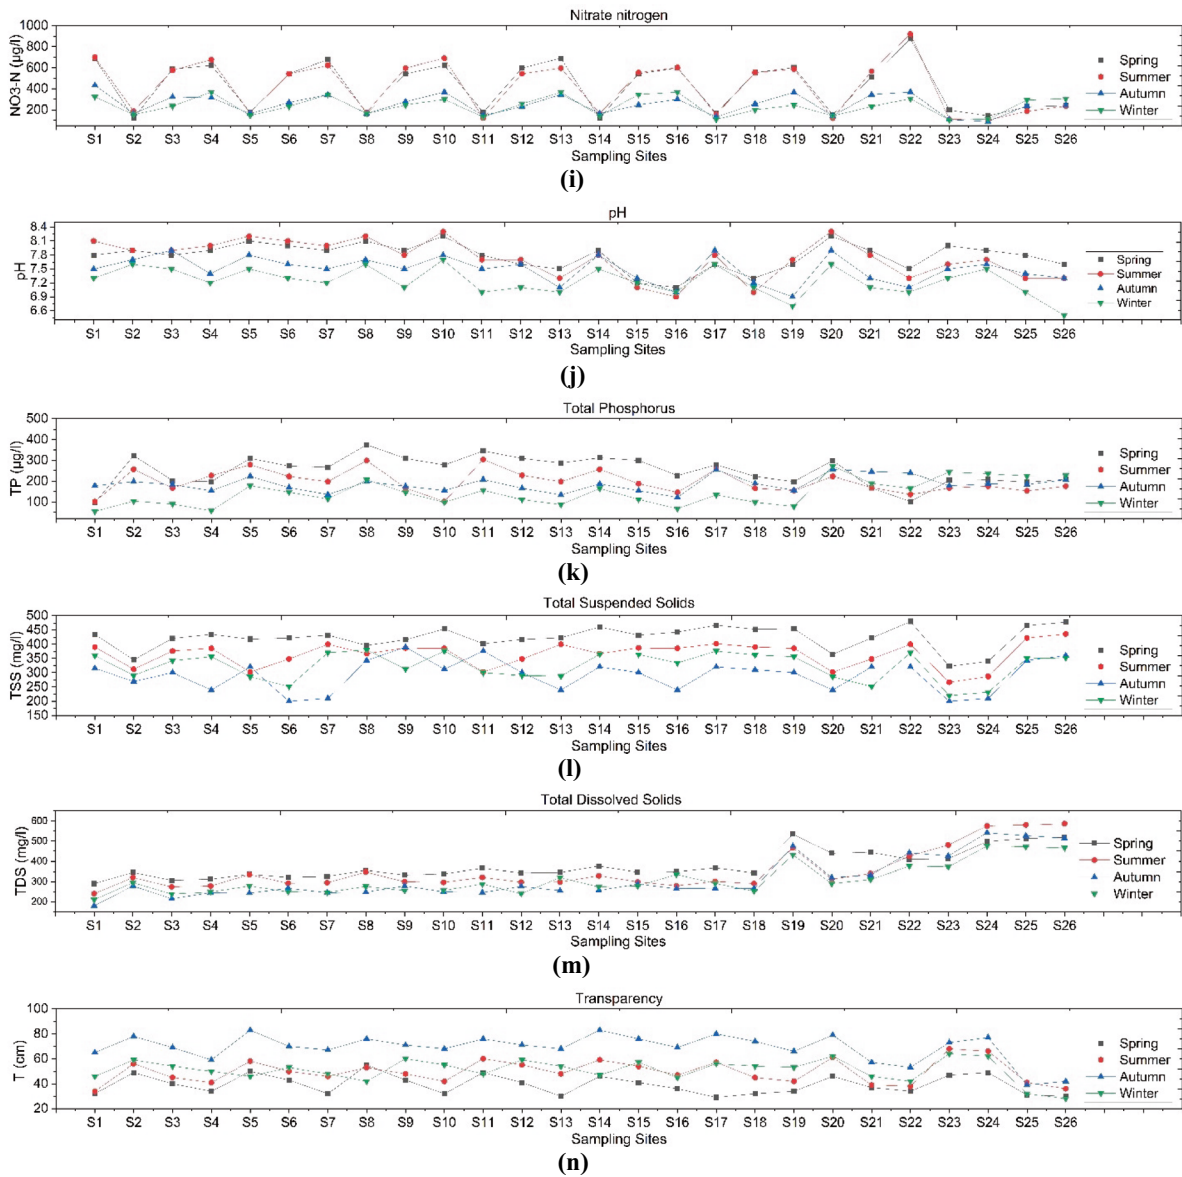 Nitrate nitrogen
NO3-N (µg/l)
1000
800
600
400
200
Spring
Summer
Autumn
Winter
S1 S2 S3 S4 S5 S6 S7 S8 S9 S10 S11 S12 S13 S14 S15 S16 S17 S18 S19 S20 S21 S22 S23 S24 S25 S26
Sampling Sites
(i)
pH
pH
8.4
8.1
7.8
7.5
7.2
6.9
6.6
Spring
Summer
Autumn
Winter
S1 S2 S3 S4 S5 S6 S7 S8 S9 S10 S11 S12 S13 S14 S15 S16 S17 S18 S19 S20 S21 S22 S23 S24 S25 S26
Sampling Sites
(j)
Total Phosphorus
TP (µg/l)
500
400
300
200
100
Spring
Summer
Autumn
Winter
S1 S2 S3 S4 S5 S6 S7 S8 S9 S10 S11 S12 S13 S14 S15 S16 S17 S18 S19 S20 S21 S22 S23 S24 S25 S26
Sampling Sites
(k)
Total Suspended Solids
TSS (mg/l)
500
450
400
350
300
250
200
150
Spring
Summer
Autumn
Winter
S1 S2 S3 S4 S5 S6 S7 S8 S9 S10 S11 S12 S13 S14 S15 S16 S17 S18 S19 S20 S21 S22 S23 S24 S25 S26
Sampling Sites
(l)
Total Dissolved Solids
TDS (mg/l)
600
500
400
300
200
Spring
Summer
Autumn
Winter
S1 S2 S3 S4 S5 S6 S7 S8 S9 S10 S11 S12 S13 S14 S15 S16 S17 S18 S19 S20 S21 S22 S23 S24 S25 S26
Sampling Sites
(m)
Transparency
T (cm)
100
80
60
40
20
Spring
Summer
Autumn
Winter
S1 S2 S3 S4 S5 S6 S7 S8 S9 S10 S11 S12 S13 S14 S15 S16 S17 S18 S19 S20 S21 S22 S23 S24 S25 S26
Sampling Sites
(n)